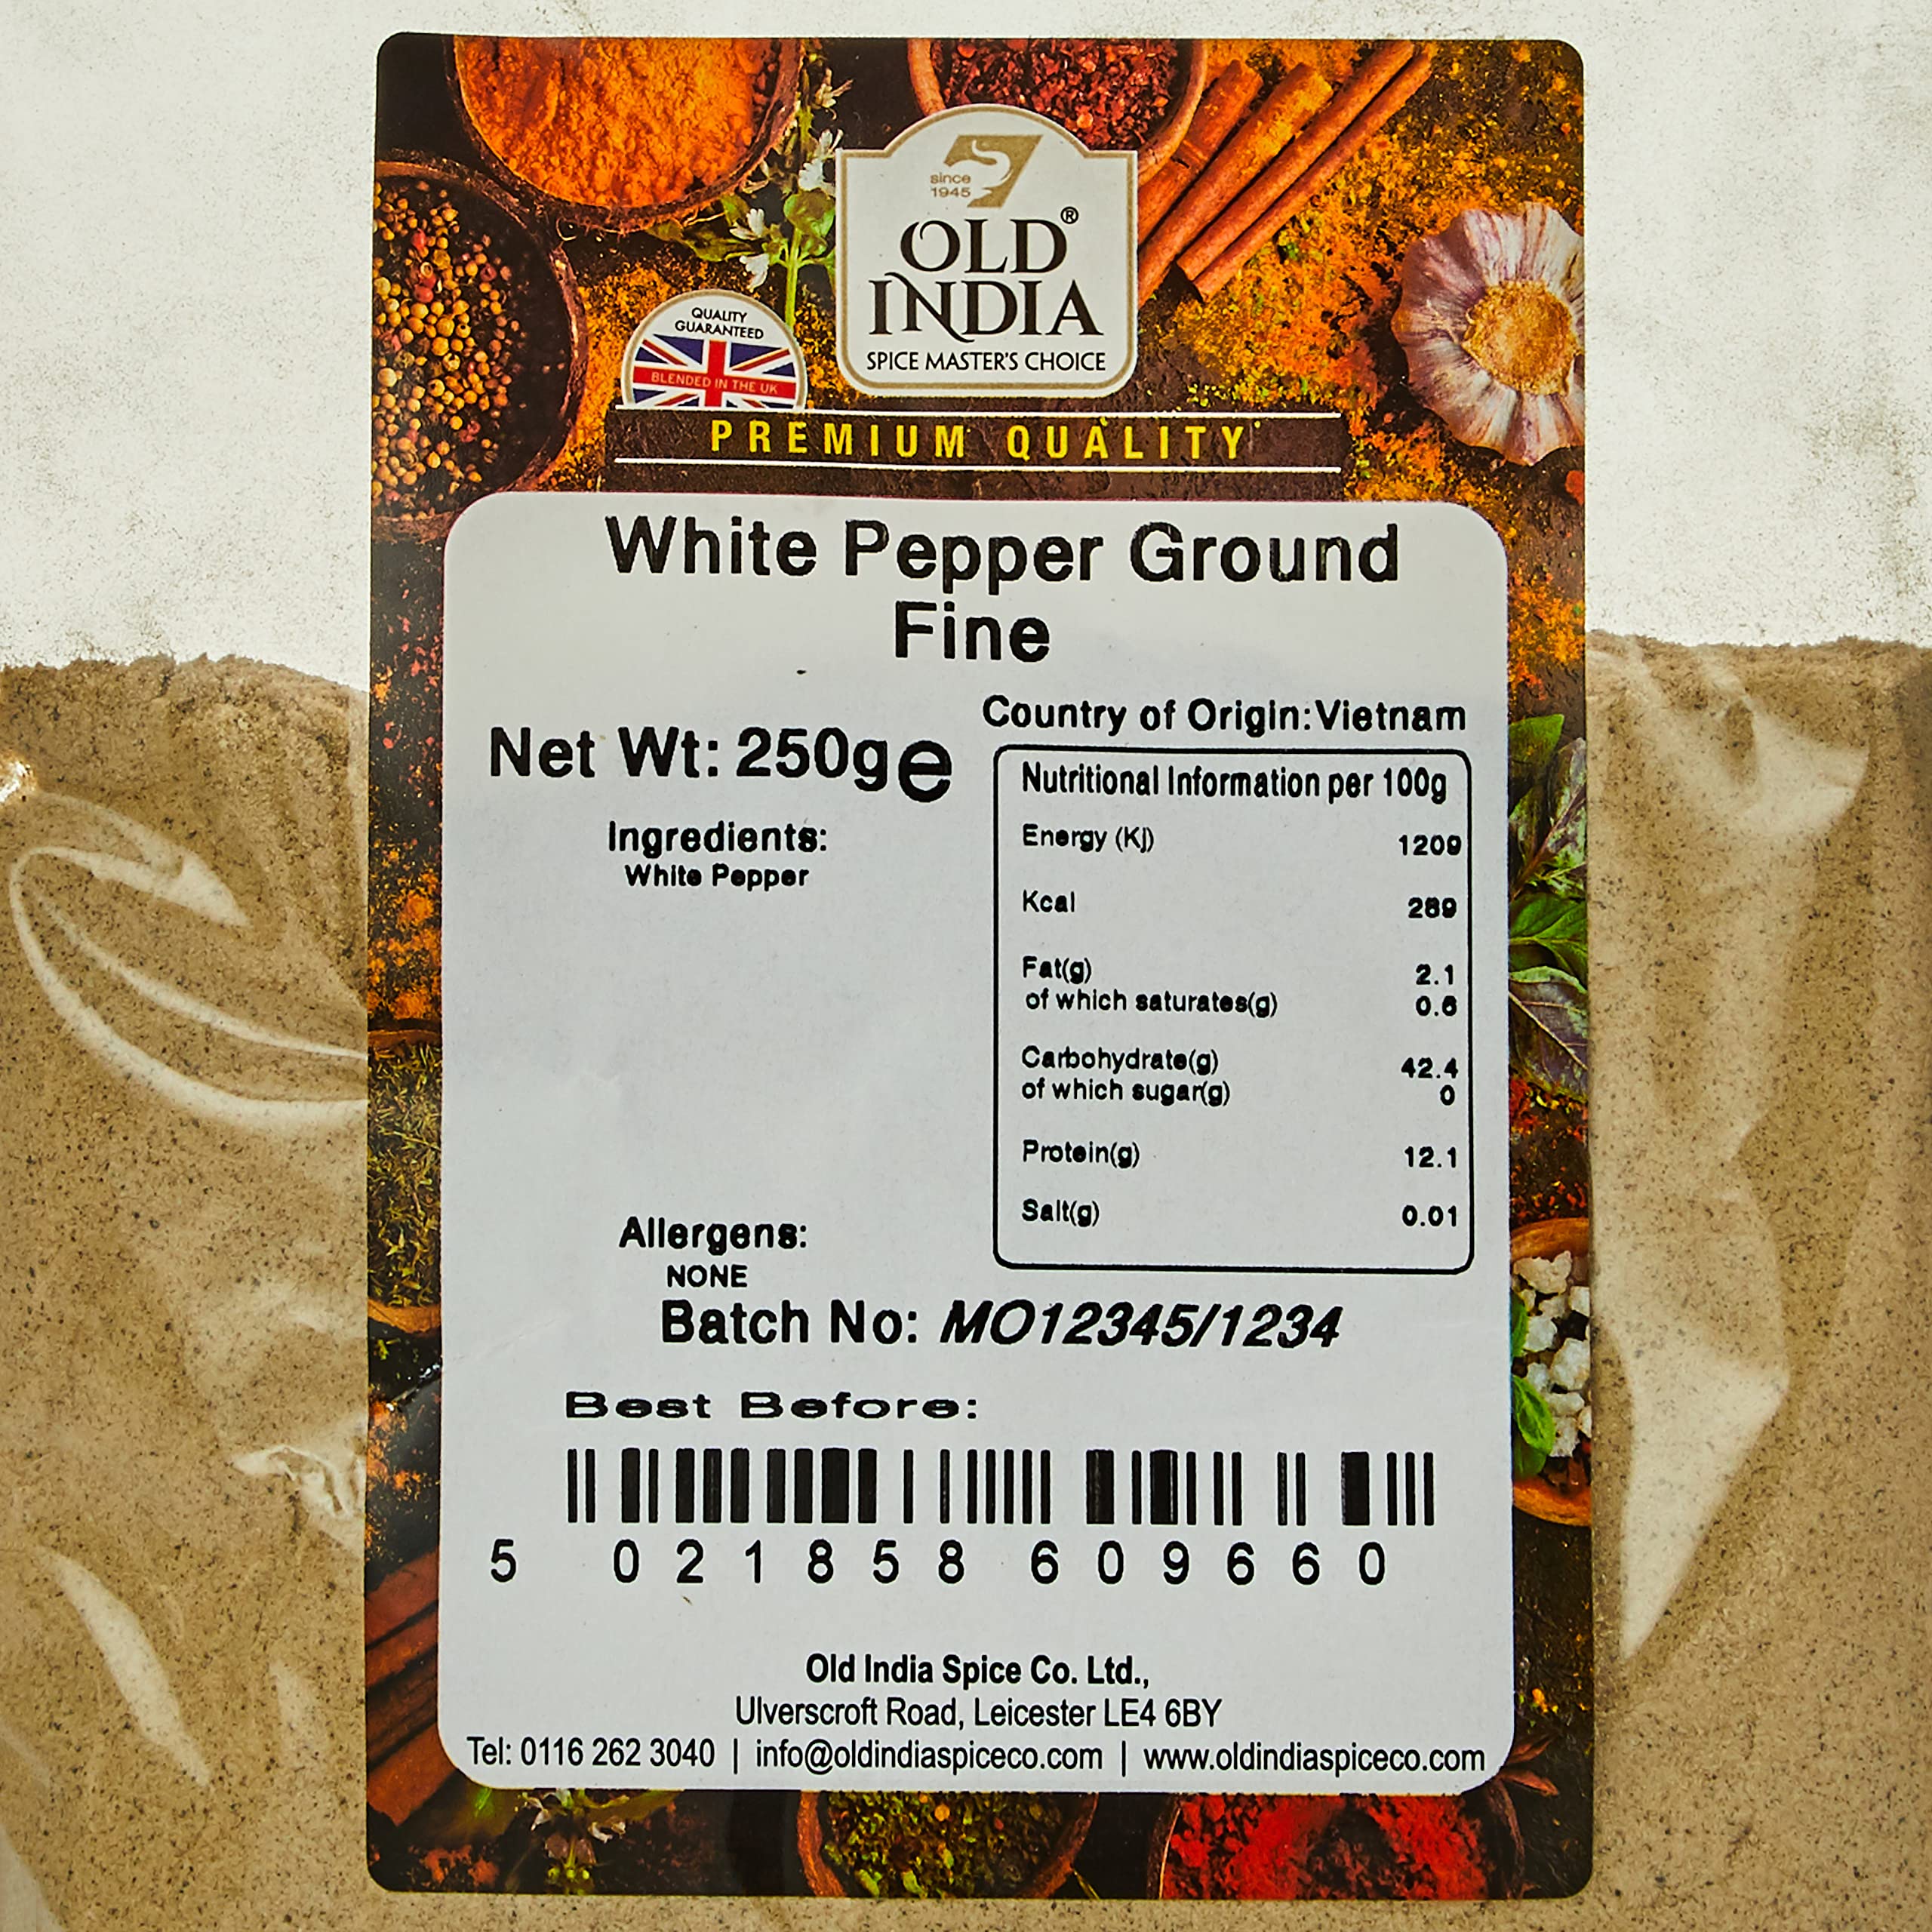 since
1945
OLD®
INDIA
SPICE MASTER'S CHOICE
QUALITY
GUARANTEED
BLENDED IN THE UK
PREMIUM QUALITY
White Pepper Ground
Fine
Country of Origin:Vietnam
Net Wt: 250g e
Ingredients:
White Pepper
Nutritional Information per 100g
Energy (Kj) 1209
Kcal 289
Fat(g) 2.1
of which saturates(g) 0.6
Carbohydrate(g) 42.4
of which sugar(g) 0
Protein(g) 12.1
Salt(g) 0.01
Allergens:
NONE
Batch No: MO12345/1234
Best Before:
5 021858 609660
Old India Spice Co. Ltd.,
Ulverscroft Road, Leicester LE4 6BY
Tel: 0116 262 3040 | info@oldindiaspiceco.com | www.oldindiaspiceco.com